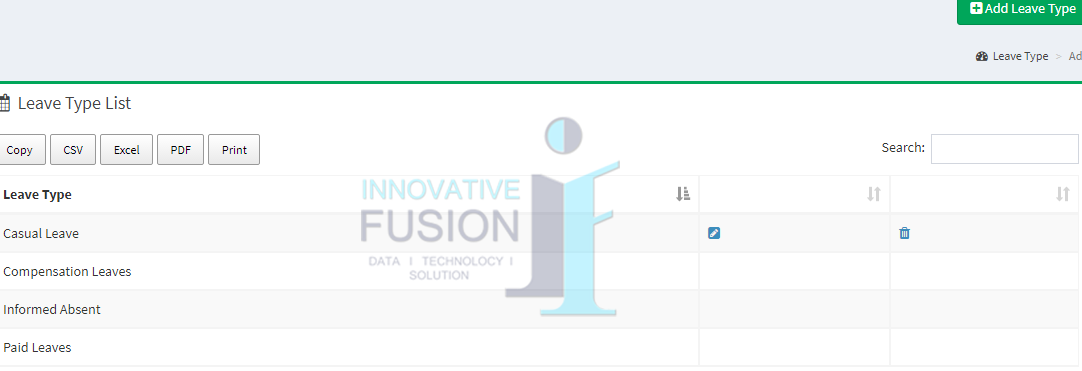 Add Leave Type
Leave Type > Ad
Leave Type List
Copy CSV Excel PDF Print Search:
Leave Type
Casual Leave
Compensation Leaves
Informed Absent
Paid Leaves
INNOVATIVE
FUSION
DATA I TECHNOLOGY I
SOLUTION
if